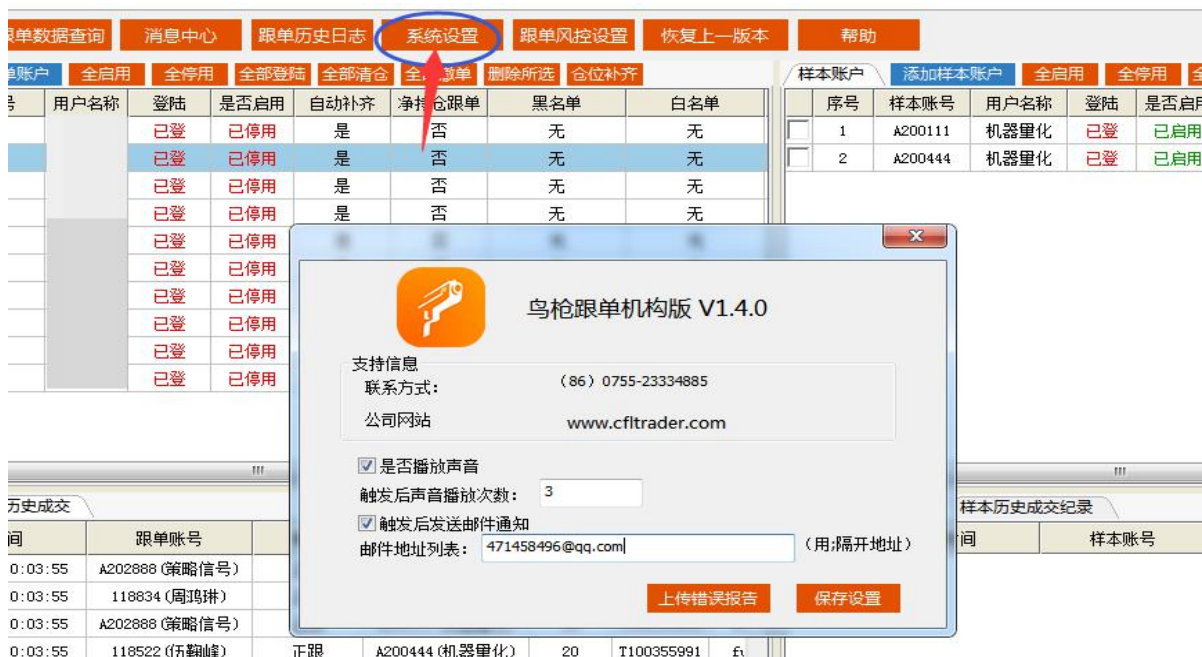 单数据查询 消息中心 跟单历史日志 系统设置 跟单风控设置 恢复上一版本 帮助
账户 全启用 全停用 全部登陆 全部清仓 单 删除所选 仓位补齐 样本账户 添加样本账户 全启用 全停用
用户名称 登陆 是否启用 自动补齐 净持仓跟单 黑名单 白名单 序号 样本账号 用户名称 登陆 是否启用
已登 已停用 是 否 无 无 1 A200111 机器量化 已登 已启用
已登 已停用 是 否 无 无 2 A200444 机器量化 已登 已启用
已登 已停用 是 否 无 无
已登 已停用 是 否 无 无
已登 已停用
已登 已停用
已登 已停用
已登 已停用
已登 已停用
已登 已停用
鸟枪跟单机构版 V1.4.0
支持信息
联系方式: (86) 0755-23334885
公司网站 www.cfltrader.com
是否播放声音
触发后声音播放次数: 3
触发后发送邮件通知
邮件地址列表: 471458496@qq.com (用;隔开地址)
上传错误报告 保存设置
历史成交 样本历史成交纪录
间 跟单账号 间 样本账号
0:03:55 A202888(策略信号)
0:03:55 118834(周鸿琳)
0:03:55 A202888(策略信号)
0:03:55 118522(伍鞠峰) 正跟 A200444(机器量化) 20 T100355991